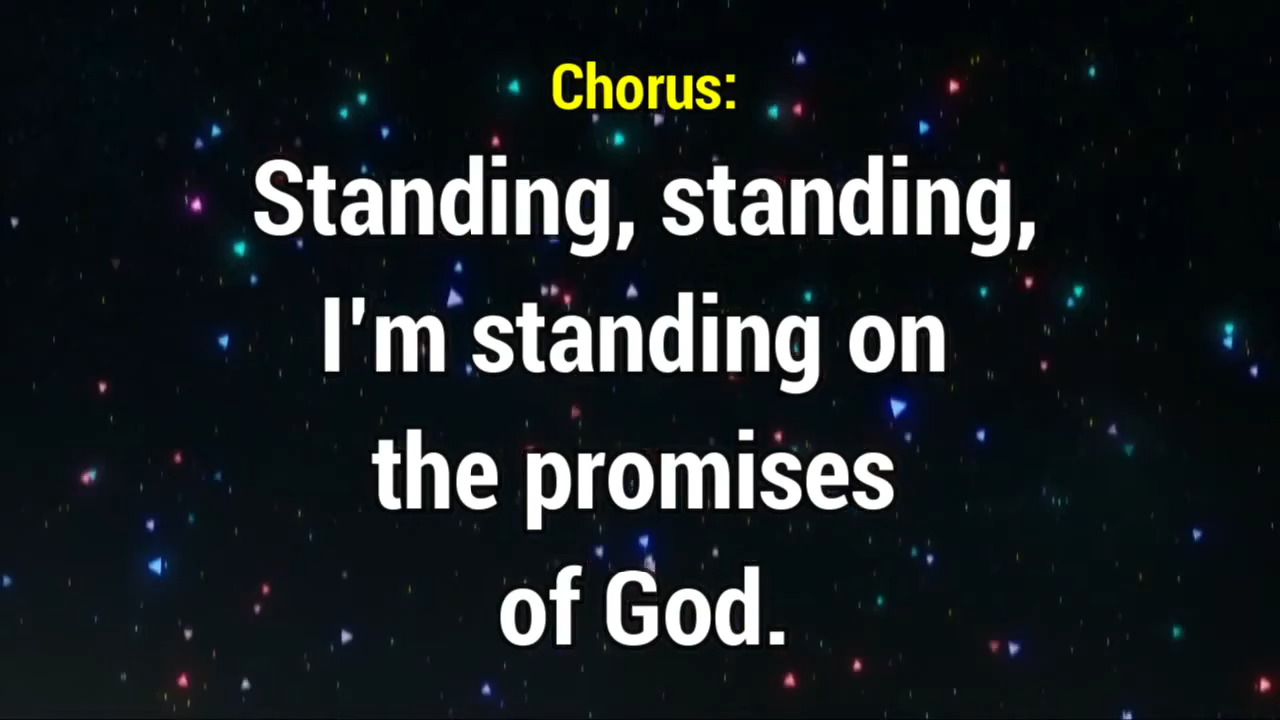 Chorus:
Standing, standing,
I'm standing on
the promises
of God.